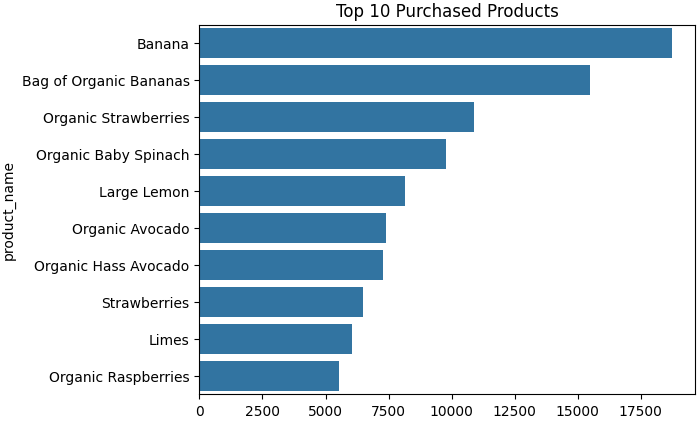 Top 10 Purchased Products
product_name
Banana
Bag of Organic Bananas
Organic Strawberries
Organic Baby Spinach
Large Lemon
Organic Avocado
Organic Hass Avocado
Strawberries
Limes
Organic Raspberries
0 2500 5000 7500 10000 12500 15000 17500